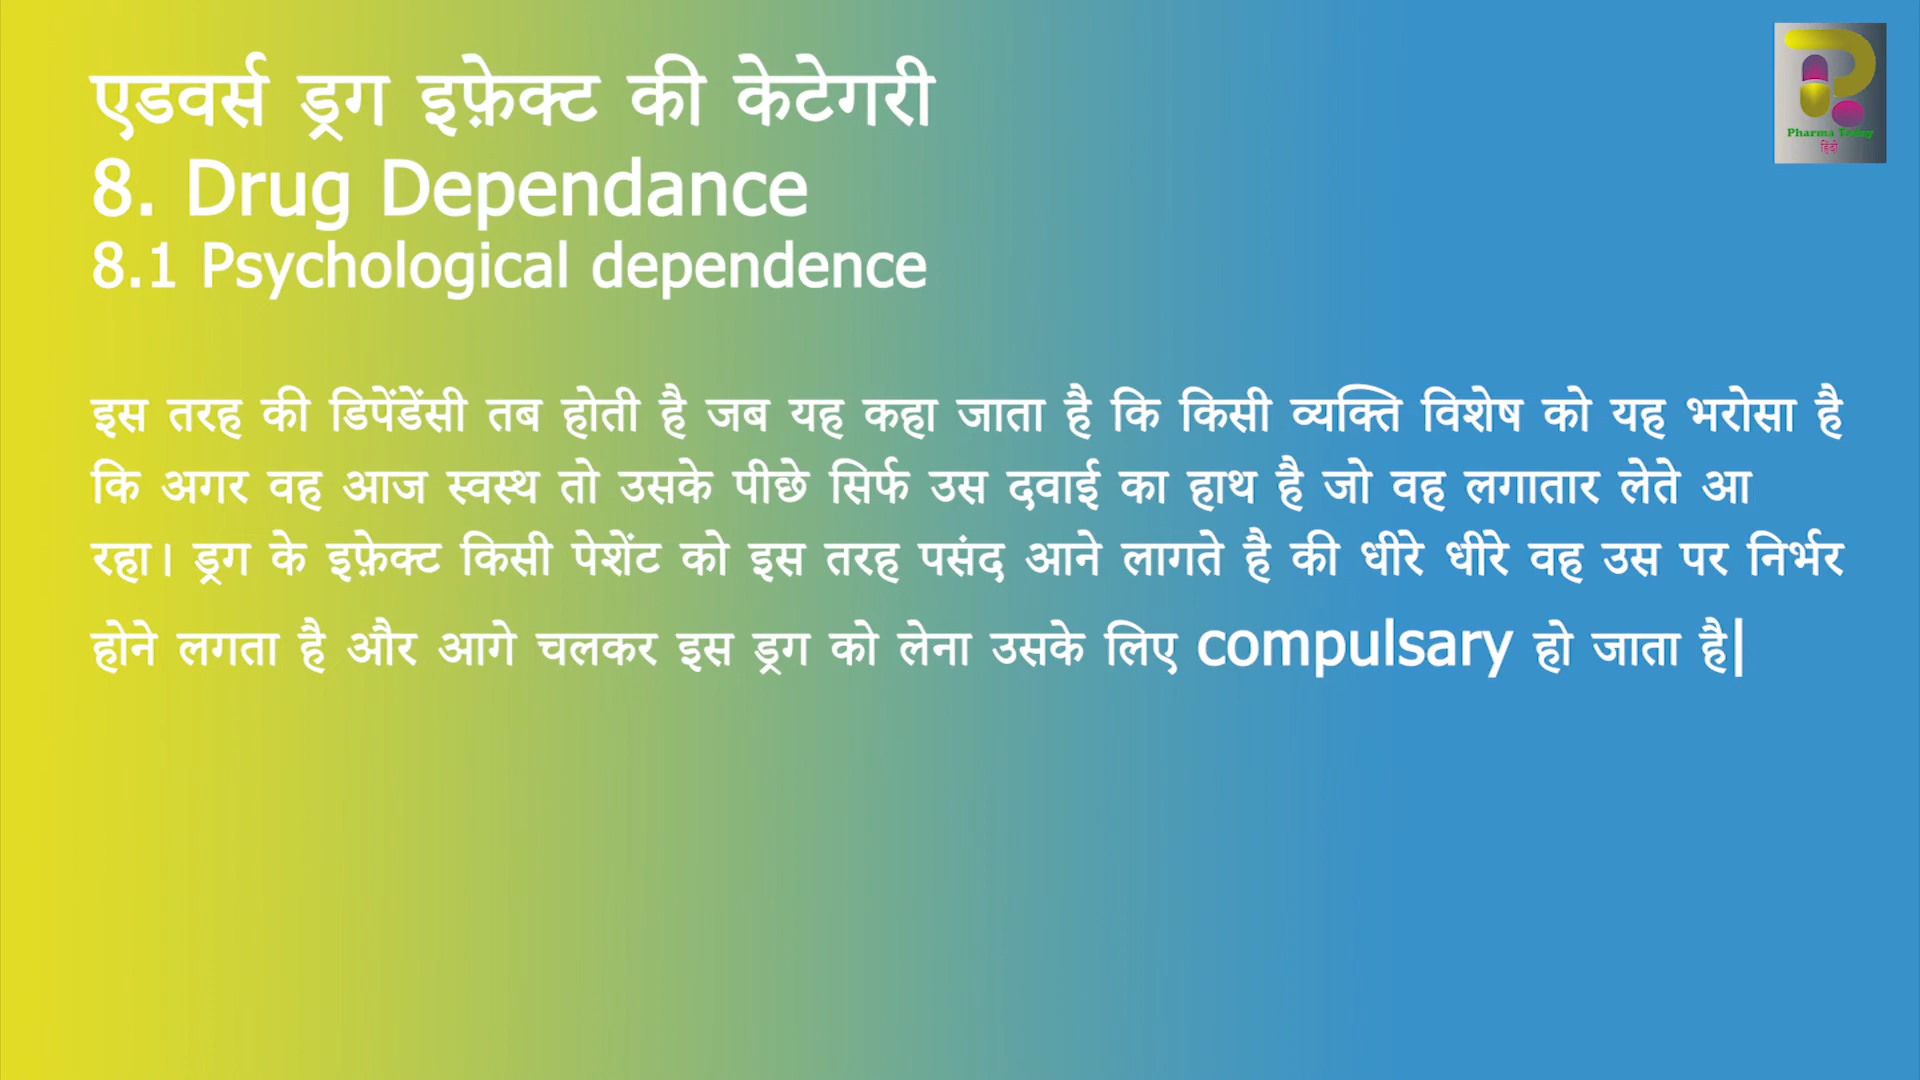 एडवर्स ड्रग इफ़ेक्ट की केटेगरी
8. Drug Dependance
8.1 Psychological dependence
इस तरह की डिपेंडेंसी तब होती है जब यह कहा जाता है कि किसी व्यक्ति विशेष को यह भरोसा है
कि अगर वह आज स्वस्थ तो उसके पीछे सिर्फ उस दवाई का हाथ है जो वह लगातार लेते आ
रहा। ड्रग के इफ़ेक्ट किसी पेशेंट को इस तरह पसंद आने लागते है की धीरे धीरे वह उस पर निर्भर
होने लगता है और आगे चलकर इस ड्रग को लेना उसके लिए compulsary हो जाता है|
Pharma Today
हिंदी